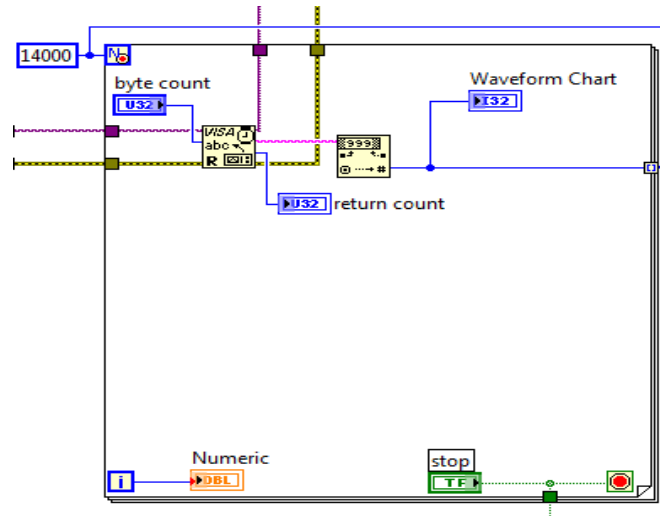 14000
N
byte count
U32
VISA
abc
R
Waveform Chart
I32
999
#
U32
return count
Numeric
i
DBL
stop
TF